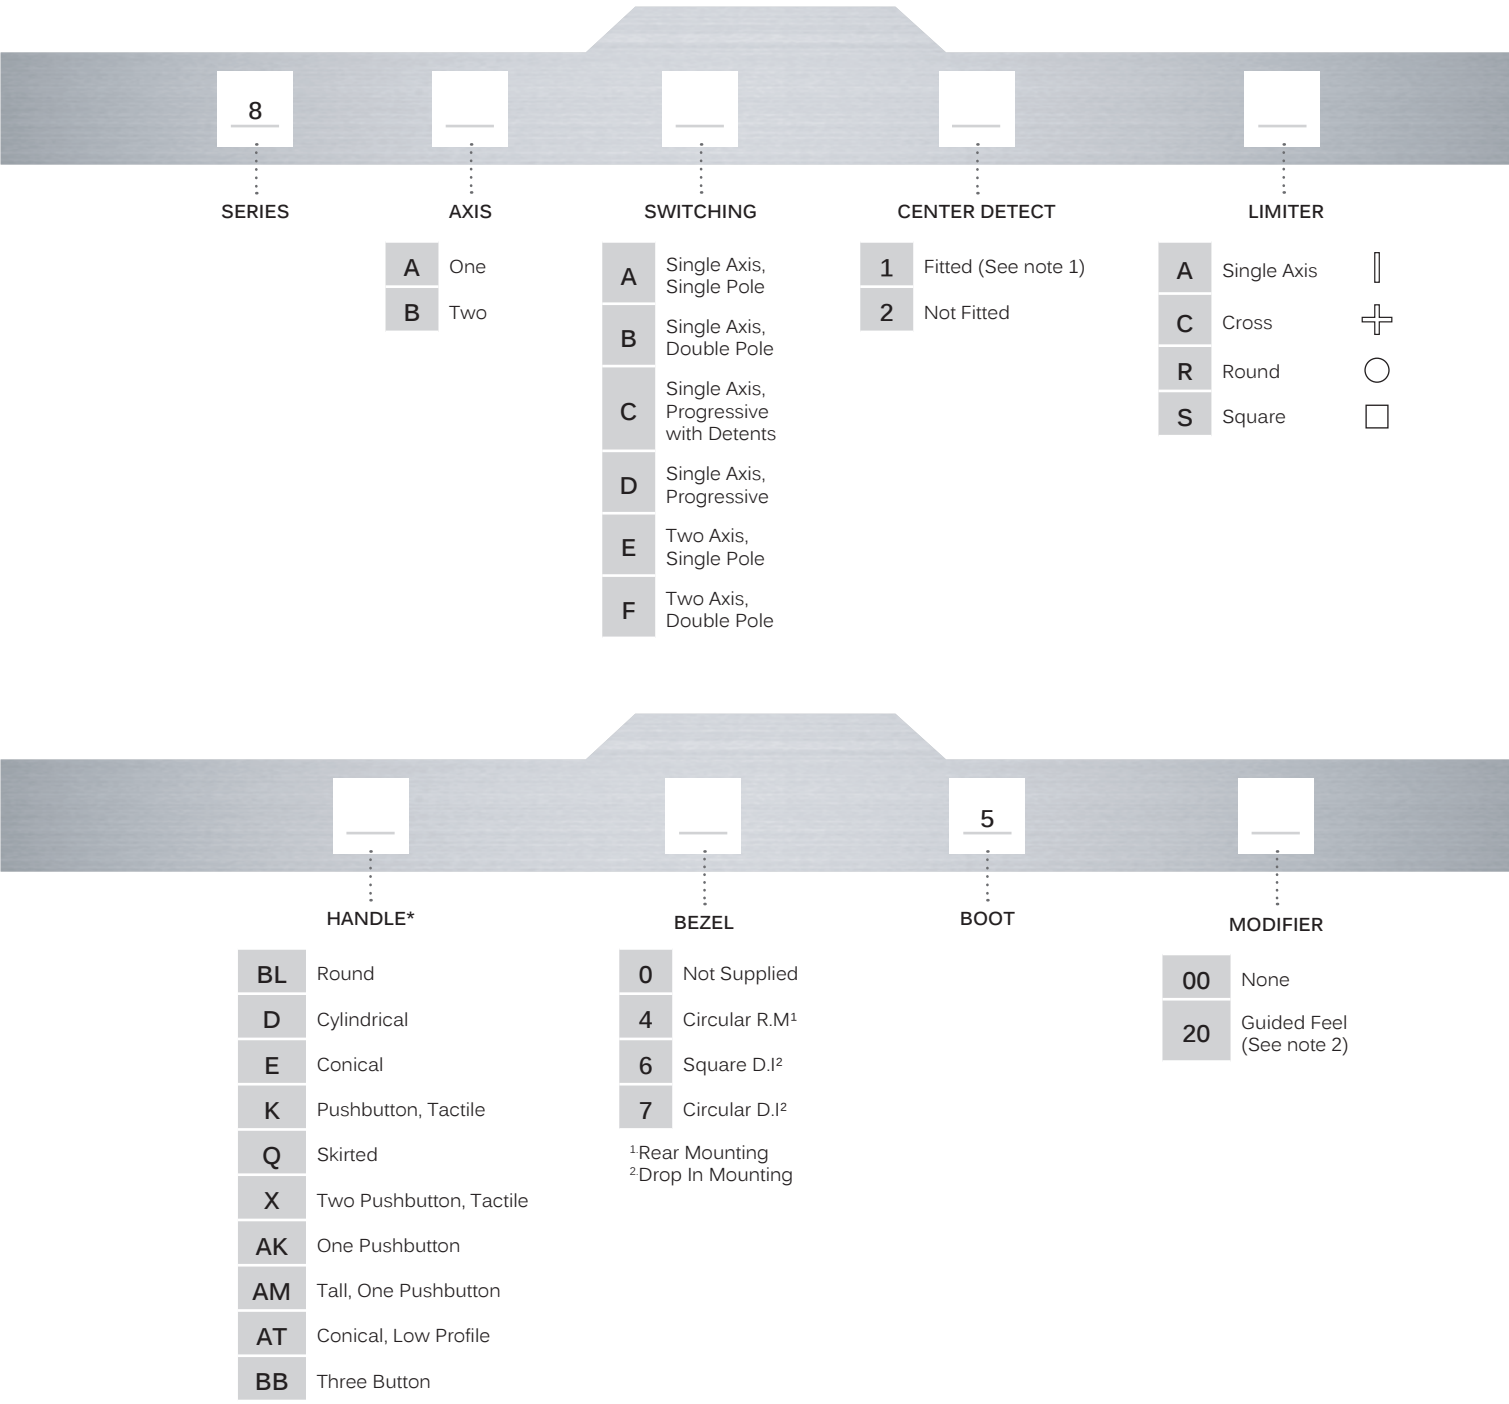 8
SERIES
AXIS
SWITCHING
CENTER DETECT
LIMITER
A One
B Two
A Single Axis,
Single Pole
B Single Axis,
Double Pole
C Single Axis,
Progressive
with Detents
D Single Axis,
Progressive
E Two Axis,
Single Pole
F Two Axis,
Double Pole
1 Fitted (See note 1)
2 Not Fitted
A Single Axis
C Cross
R Round
S Square
5
HANDLE*
BEZEL
BOOT
MODIFIER
BL Round
D Cylindrical
E Conical
K Pushbutton, Tactile
Q Skirted
X Two Pushbutton, Tactile
AK One Pushbutton
AM Tall, One Pushbutton
AT Conical, Low Profile
BB Three Button
0 Not Supplied
4 Circular R.M¹
6 Square D.I²
7 Circular D.I²
¹·Rear Mounting
²·Drop In Mounting
00 None
20 Guided Feel
(See note 2)